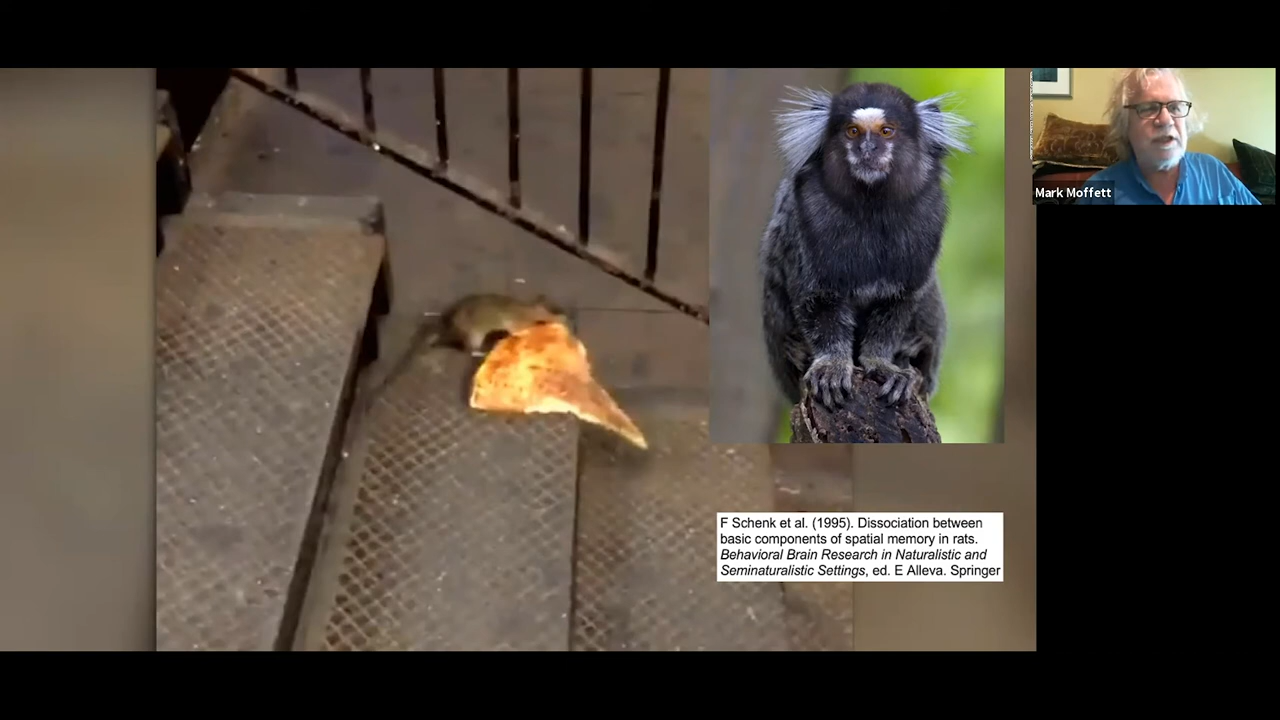 Mark Moffett
F Schenk et al. (1995). Dissociation between
basic components of spatial memory in rats.
Behavioral Brain Research in Naturalistic and
Seminaturalistic Settings, ed. E Alleva. Springer